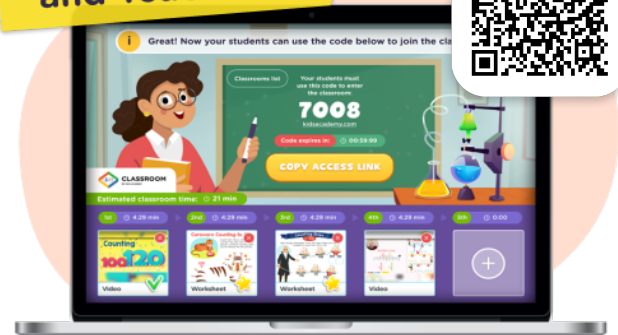 and
Great! Now your students can use the code below to join the cla
Classrooms list
Your students must
use this code to enter
the classroom
7008
kidsacademy.com
Code expires in: 00:59:99
COPY ACCESS LINK
CLASSROOM
Estimated classroom time: 21 min
1st 4:29 min 2nd 4:29 min 3rd 4:29 min 4th 4:29 min 5th 0:00
Counting
100 120
Video Worksheet Worksheet Video